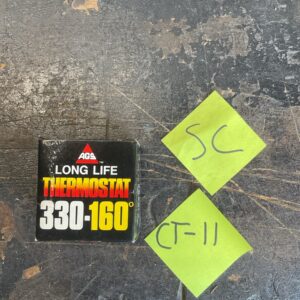 AGS
LONG LIFE
THERMOSTAT
330-160°
SC
CT-11